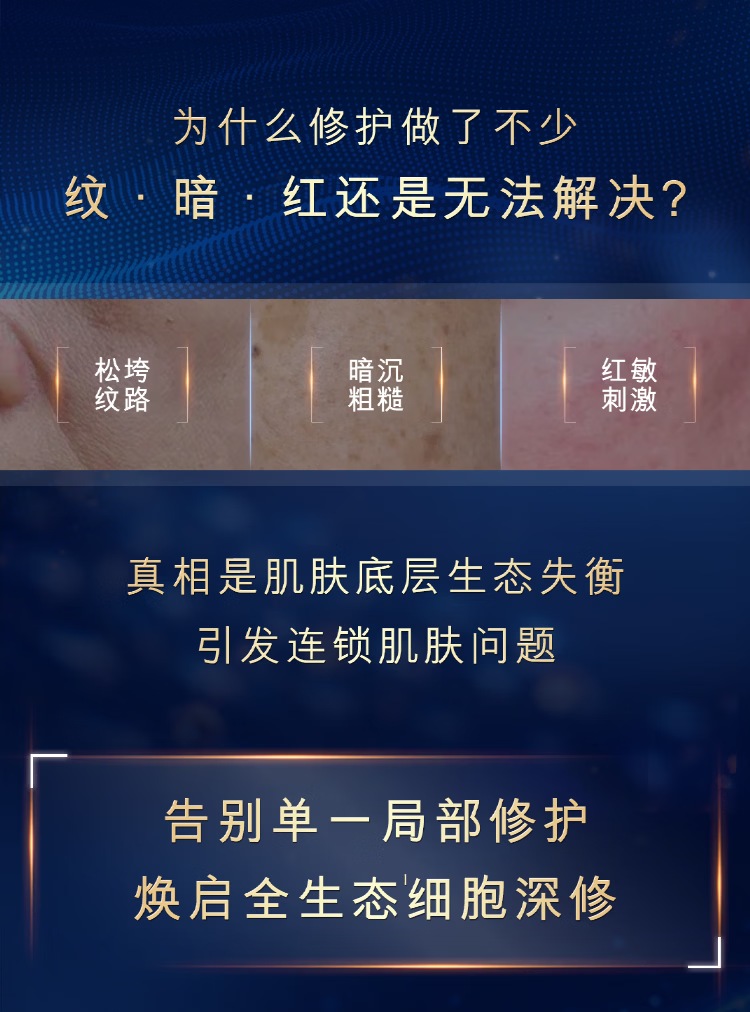 为什么修护做了不少
纹·暗·红还是无法解决?
松垮
纹路
暗沉
粗糙
红敏
刺激
真相是肌肤底层生态失衡
引发连锁肌肤问题
告别单一局部修护
焕启全生态¹细胞深修